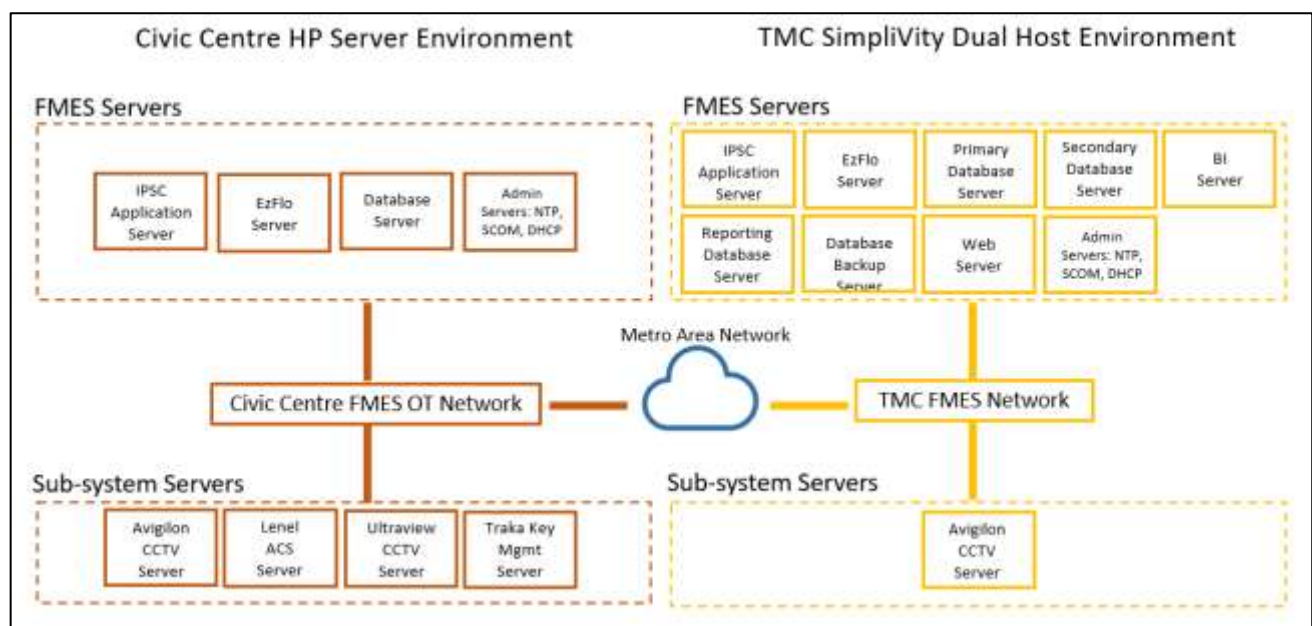 Civic Centre HP Server Environment
TMC SimpliVity Dual Host Environment
FMES Servers
IPSC
Application
Server
EzFlo
Server
Database
Server
Admin
Servers: NTP,
SCOM, DHCP
FMES Servers
IPSC
Application
Server
EzFlo
Server
Primary
Database
Server
Secondary
Database
Server
BI
Server
Reporting
Database
Server
Database
Backup
Server
Web
Server
Admin
Servers: NTP,
SCOM, DHCP
Metro Area Network
Civic Centre FMES OT Network
TMC FMES Network
Sub-system Servers
Avigilon
CCTV
Server
Lenel
ACS
Server
Ultraview
CCTV
Server
Traka Key
Mgmt
Server
Sub-system Servers
Avigilon
CCTV
Server